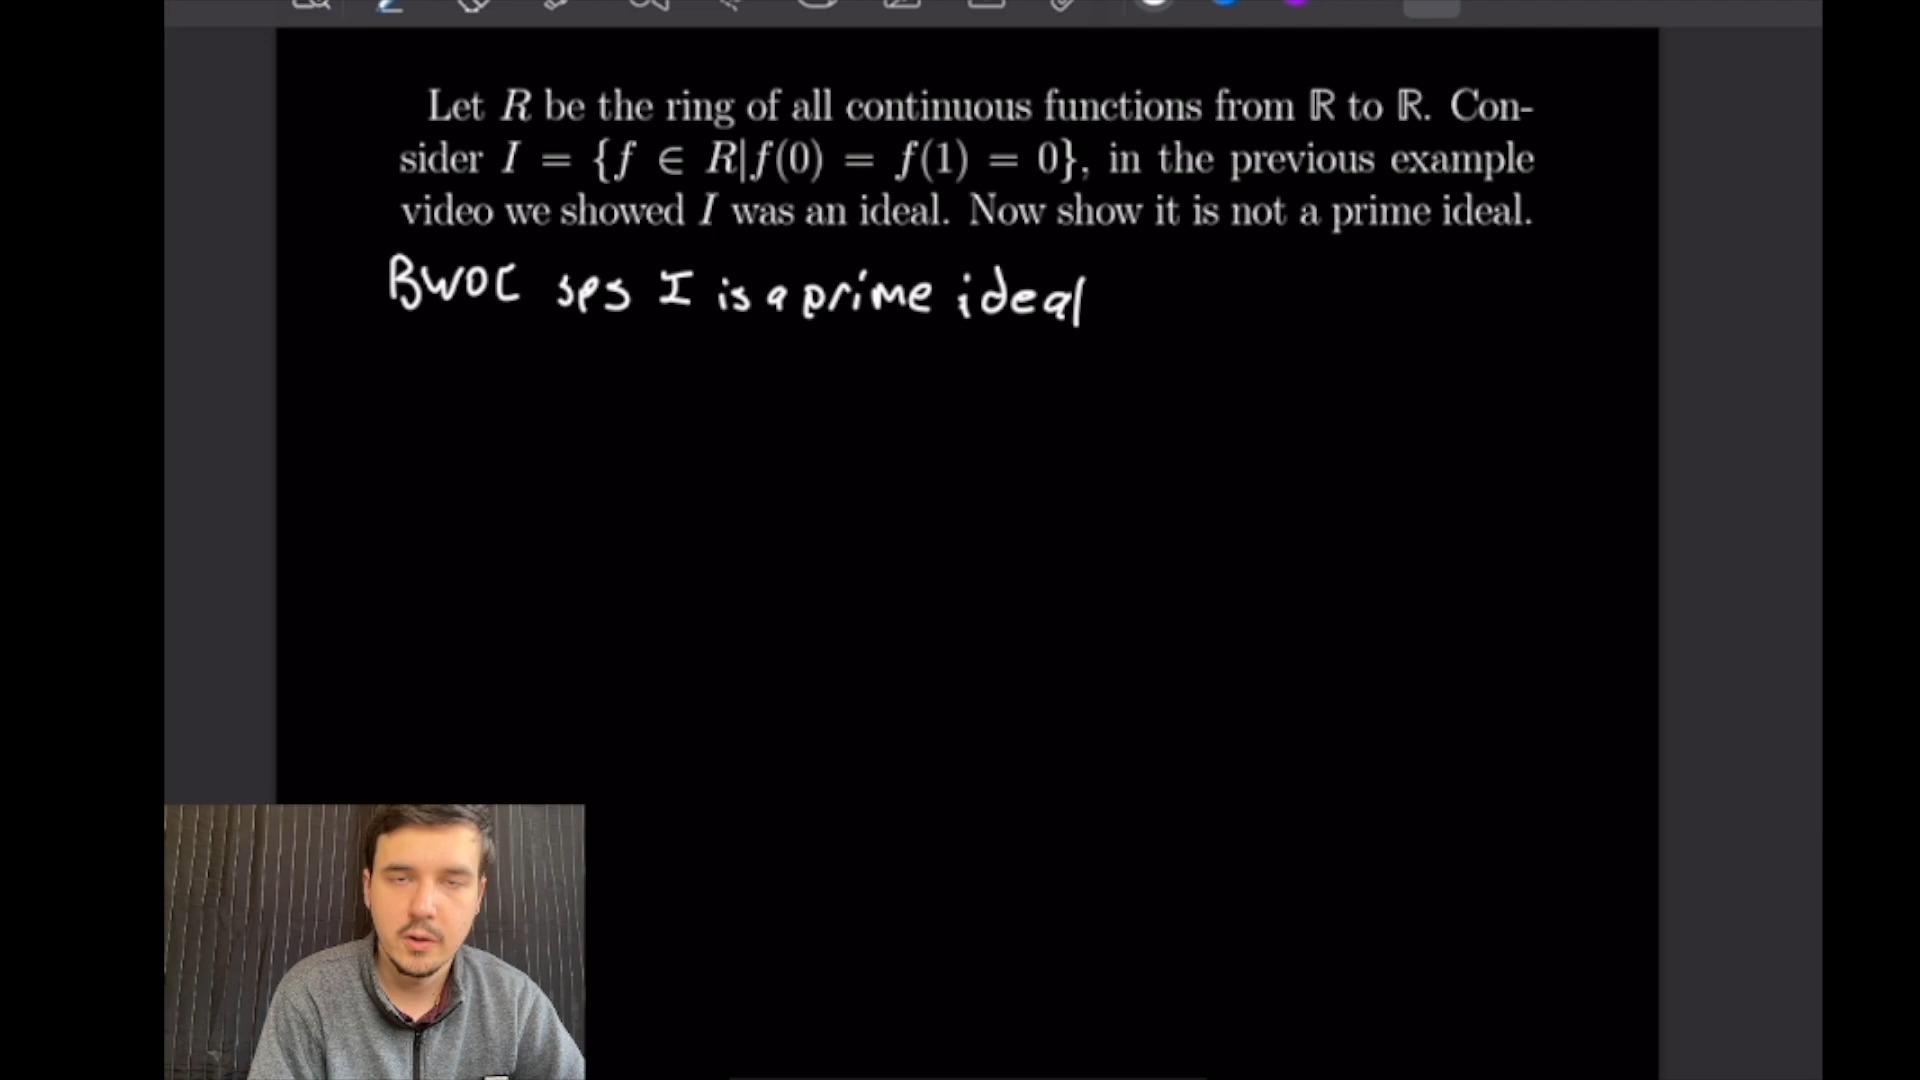 Let R be the ring of all continuous functions from ℝ to ℝ. Con-
sider I = {f ∈ R|f(0) = f(1) = 0}, in the previous example
video we showed I was an ideal. Now show it is not a prime ideal.
BWOC sps I is a prime ideal